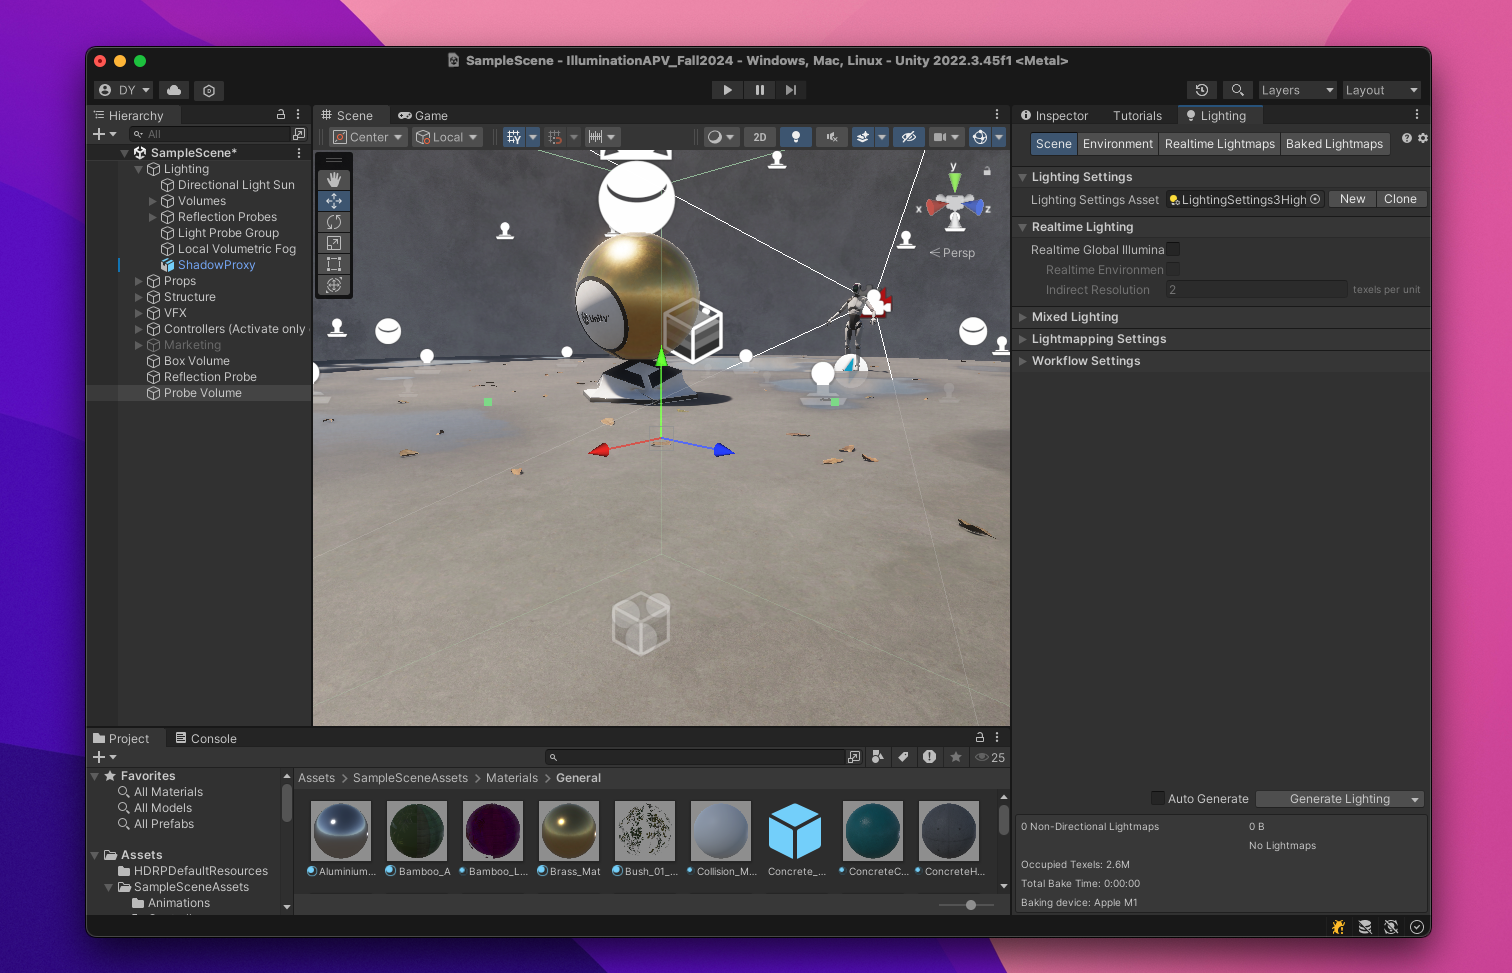 SampleScene - IlluminationAPV_Fall2024 - Windows, Mac, Linux - Unity 2022.3.45f1 <Metal>
DY
Layers
Layout
Hierarchy
All
SampleScene*
Lighting
Directional Light Sun
Volumes
Reflection Probes
Light Probe Group
Local Volumetric Fog
ShadowProxy
Props
Structure
VFX
Controllers (Activate only
Marketing
Box Volume
Reflection Probe
Probe Volume
Scene
Game
Center
Local
2D
y
x
z
Persp
unity
Inspector
Tutorials
Lighting
Scene
Environment
Realtime Lightmaps
Baked Lightmaps
Lighting Settings
Lighting Settings Asset
LightingSettings3High
New
Clone
Realtime Lighting
Realtime Global Illumina
Realtime Environmen
Indirect Resolution
2
texels per unit
Mixed Lighting
Lightmapping Settings
Workflow Settings
Auto Generate
Generate Lighting
0 Non-Directional Lightmaps
0 B
No Lightmaps
Occupied Texels: 2.6M
Total Bake Time: 0:00:00
Baking device: Apple M1
Project
Console
25
Favorites
All Materials
All Models
All Prefabs
Assets
HDRPDefaultResources
SampleSceneAssets
Animations
Assets > SampleSceneAssets > Materials > General
Aluminium...
Bamboo_A
Bamboo_L...
Brass_Mat
Bush_01_...
Collision_M...
Concrete_...
ConcreteC...
ConcreteH...